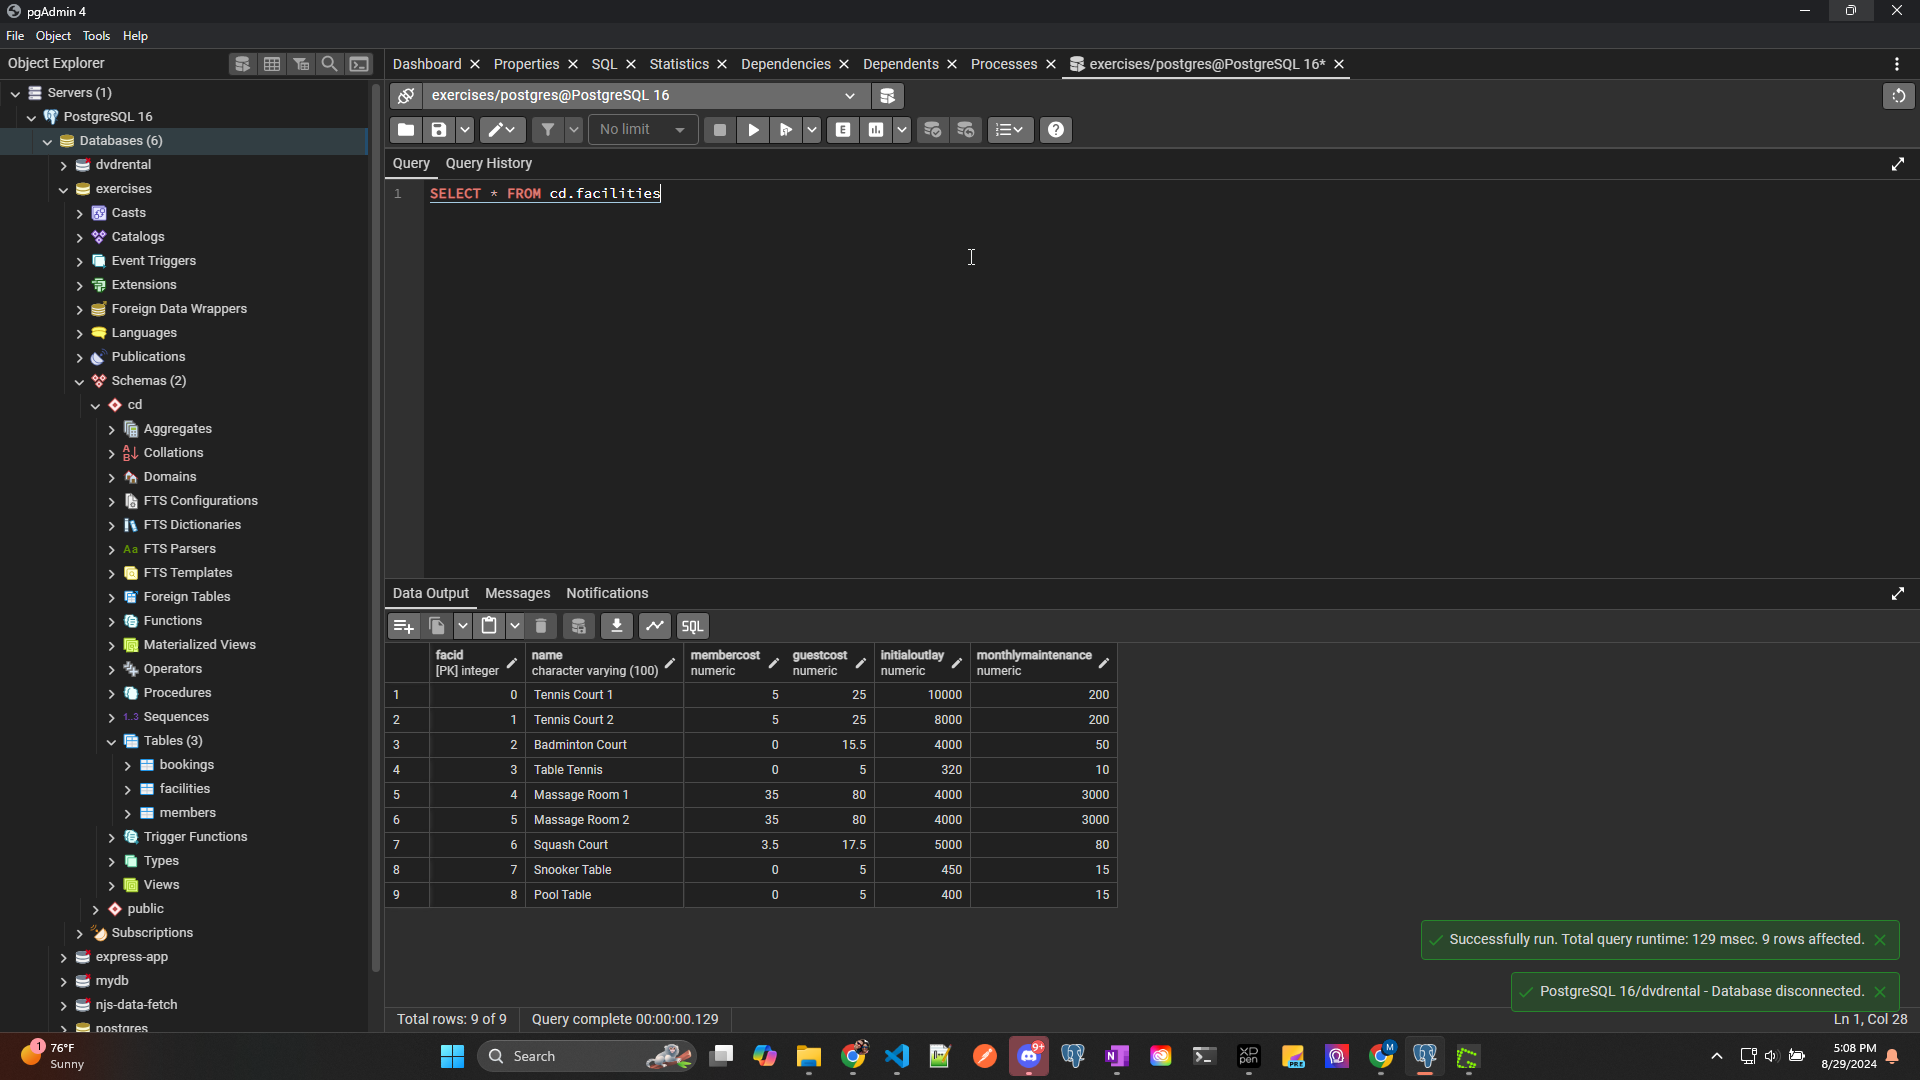 pgAdmin 4
File Object Tools Help
Object Explorer
Dashboard Properties SQL Statistics Dependencies Dependents Processes exercises/postgres@PostgreSQL 16*
Servers (1)
PostgreSQL 16
Databases (6)
dvdrental
exercises
Casts
Catalogs
Event Triggers
Extensions
Foreign Data Wrappers
Languages
Publications
Schemas (2)
cd
Aggregates
Collations
Domains
FTS Configurations
FTS Dictionaries
Aa FTS Parsers
FTS Templates
Foreign Tables
Functions
Materialized Views
Operators
Procedures
1..3 Sequences
Tables (3)
bookings
facilities
members
Trigger Functions
Types
Views
public
Subscriptions
express-app
mydb
njs-data-fetch
postgres
exercises/postgres@PostgreSQL 16
No limit
E
Query Query History
1 SELECT * FROM cd.facilities
Data Output Messages Notifications
SQL
facid name membercost guestcost initialoutlay monthlymaintenance
[PK] integer character varying (100) numeric numeric numeric numeric
1 0 Tennis Court 1 5 25 10000 200
2 1 Tennis Court 2 5 25 8000 200
3 2 Badminton Court 0 15.5 4000 50
4 3 Table Tennis 0 5 320 10
5 4 Massage Room 1 35 80 4000 3000
6 5 Massage Room 2 35 80 4000 3000
7 6 Squash Court 3.5 17.5 5000 80
8 7 Snooker Table 0 5 450 15
9 8 Pool Table 0 5 400 15
Successfully run. Total query runtime: 129 msec. 9 rows affected.
PostgreSQL 16/dvdrental - Database disconnected.
Total rows: 9 of 9 Query complete 00:00:00.129 Ln 1, Col 28
1 76°F
Sunny
Search
9+
XP
PEN
PRE
M
5:08 PM
8/29/2024